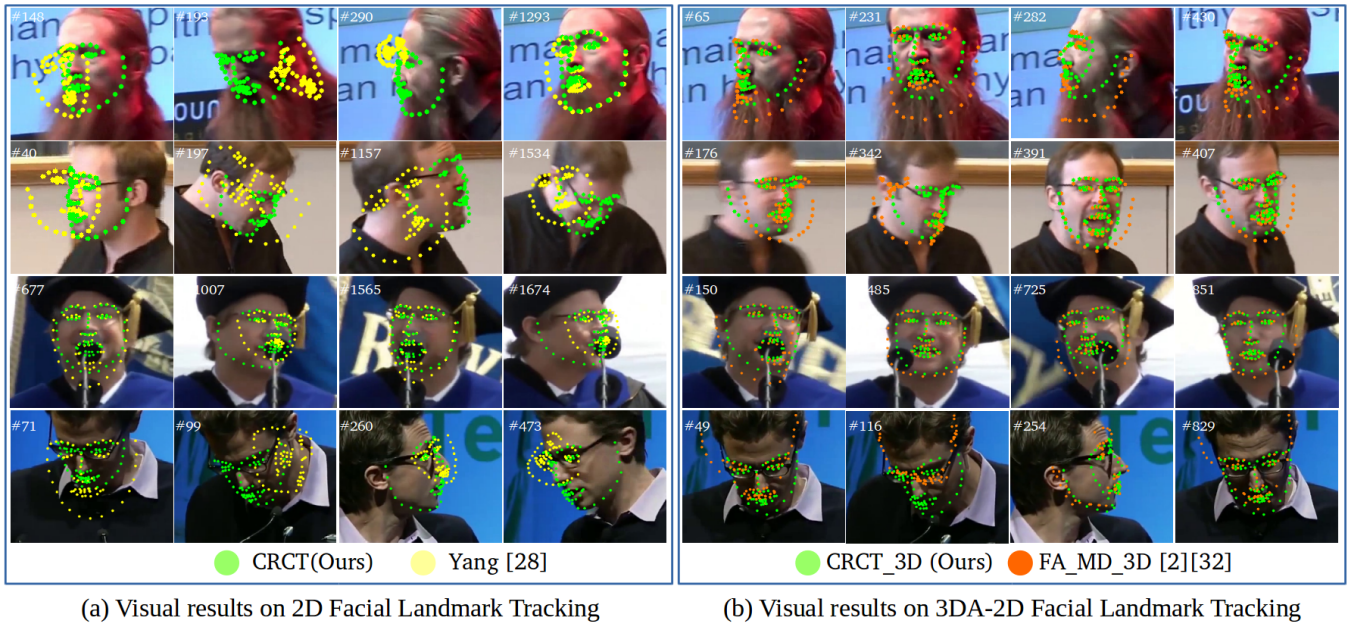 #148 #193 #290 #1293
#40 #197 #1157 #1534
#677 1007 #1565 #1674
#71 #99 #260 #473
CRCT(Ours) Yang [28]
(a) Visual results on 2D Facial Landmark Tracking
#65 #231 #282 #430
#176 #342 #391 #407
#150 485 #725 851
#49 #116 #254 #829
CRCT_3D (Ours) FA_MD_3D [2][32]
(b) Visual results on 3DA-2D Facial Landmark Tracking